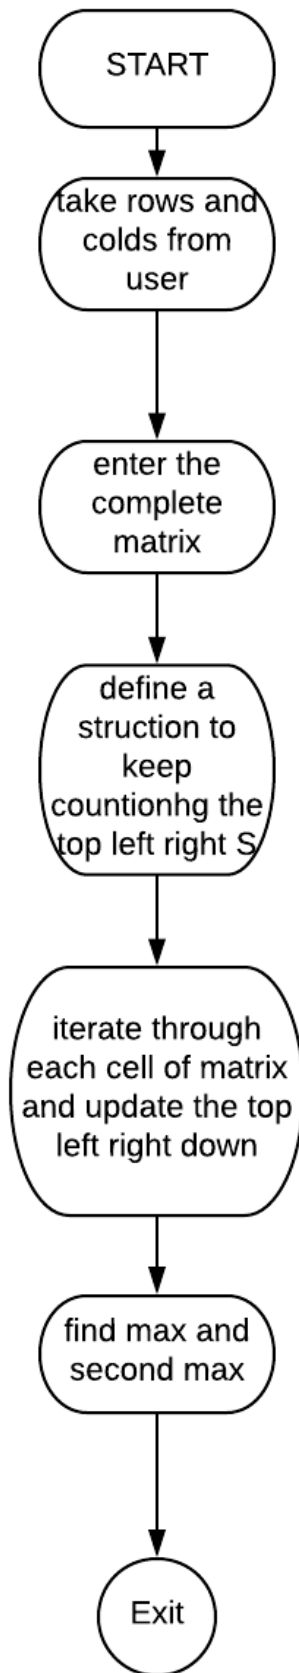 START
take rows and
colds from
user
enter the
complete
matrix
define a
struction to
keep
countionhg the
top left right S
iterate through
each cell of matrix
and update the top
left right down
find max and
second max
Exit